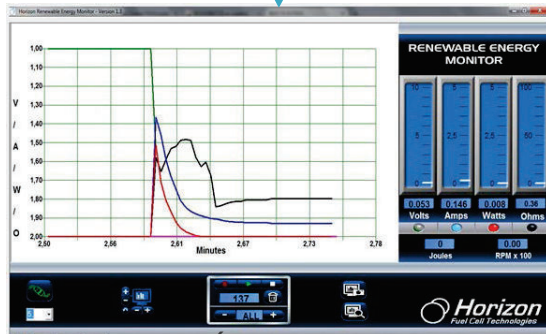 Horizon Renewable Energy Monitor - Version 1.1
RENEWABLE ENERGY
MONITOR
1,00
1,10
1,20
1,30
1,40
1,50
1,60
1,70
1,80
1,90
2,00
V / A / W / O
2,50
2,56
2,61
2,67
2,73
2,78
Minutes
10 5 5 100
5 2,5 2,5 50
0.053 0.146 0.008 0.36
Volts Amps Watts Ohms
0 0.00
Joules RPM x 100
137
ALL
Horizon
Fuel Cell Technologies